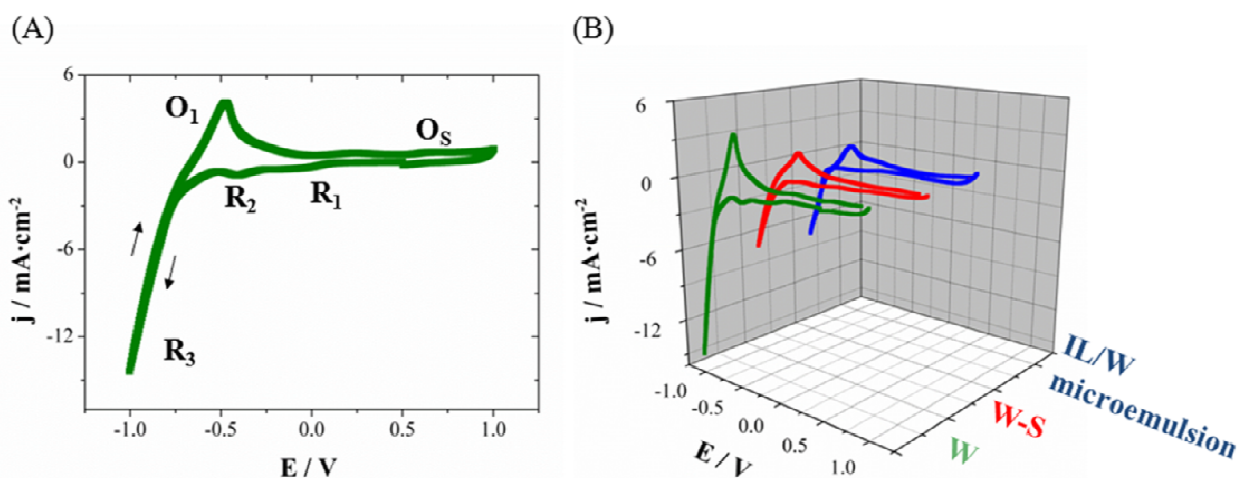 (A)
6
0
-6
-12
j / mA·cm-2
O1
OS
R2
R1
R3
-1.0
-0.5
0.0
0.5
1.0
E / V
(B)
6
0
-6
-12
j / mA·cm-2
-1.0
-0.5
0.0
0.5
1.0
E / V
W
W-S
IL/W
microemulsion